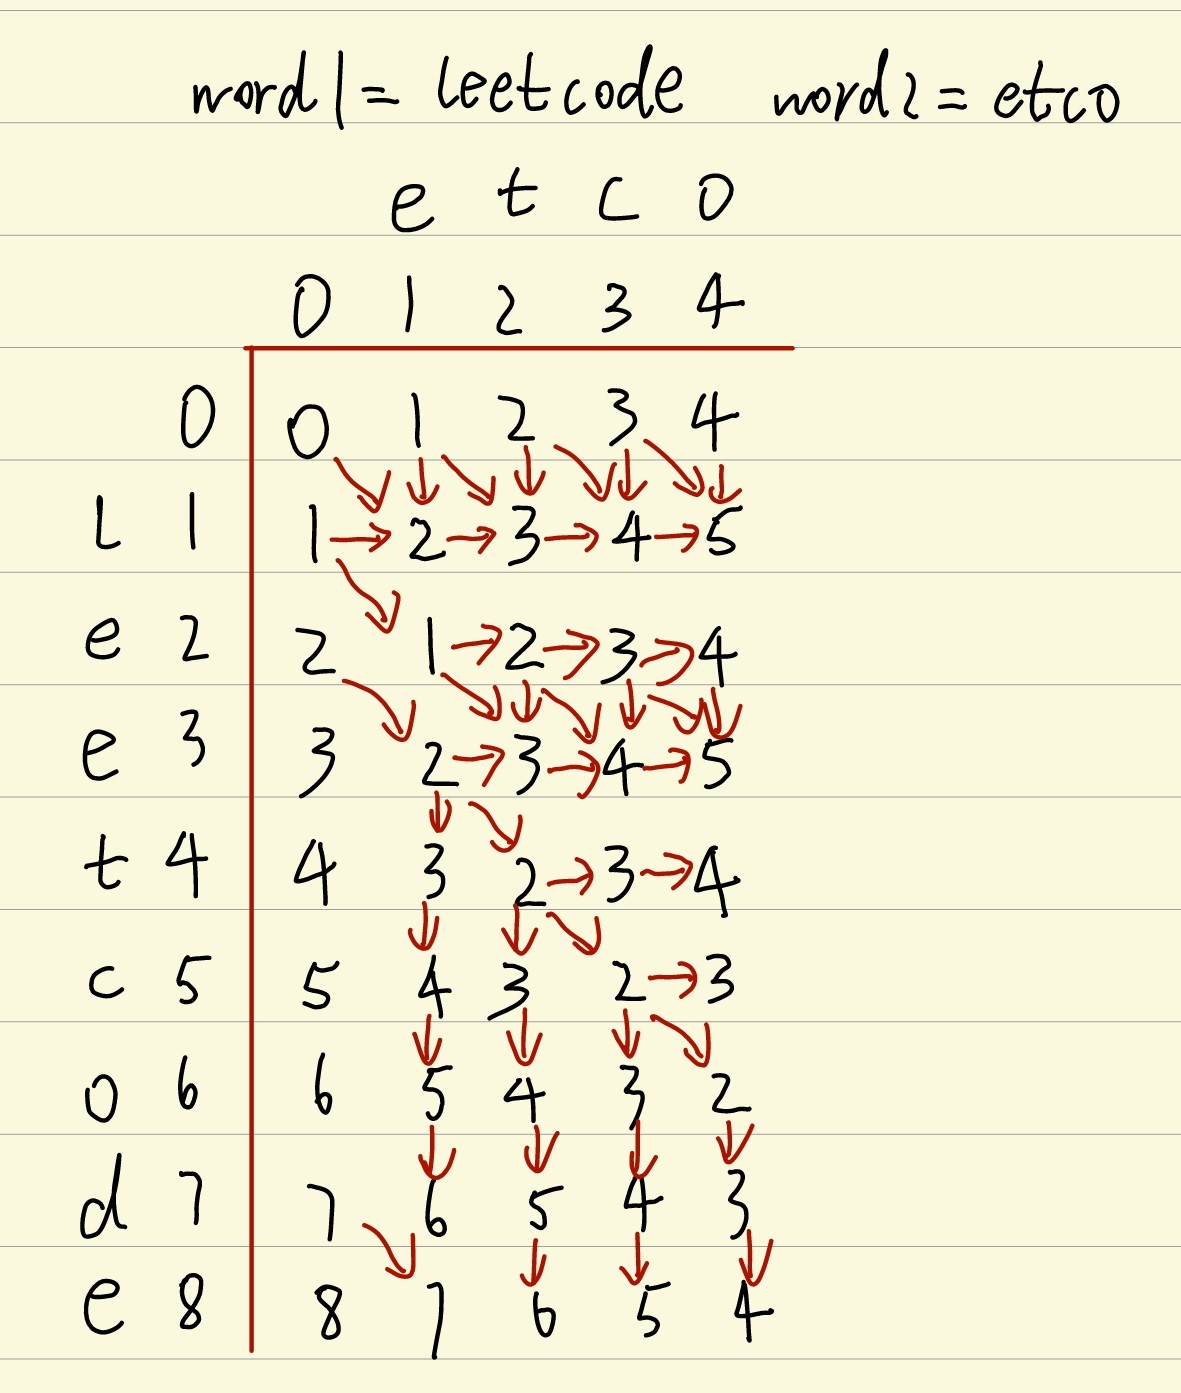 word1 = leetcode word2 = etco
e t c o
0 1 2 3 4
0 0 1 2 3 4
L 1 1 2 3 4 5
e 2 2 1 2 3 4
e 3 3 2 3 4 5
t 4 4 3 2 3 4
c 5 5 4 3 2 3
o 6 6 5 4 3 2
d 7 7 6 5 4 3
e 8 8 7 6 5 4